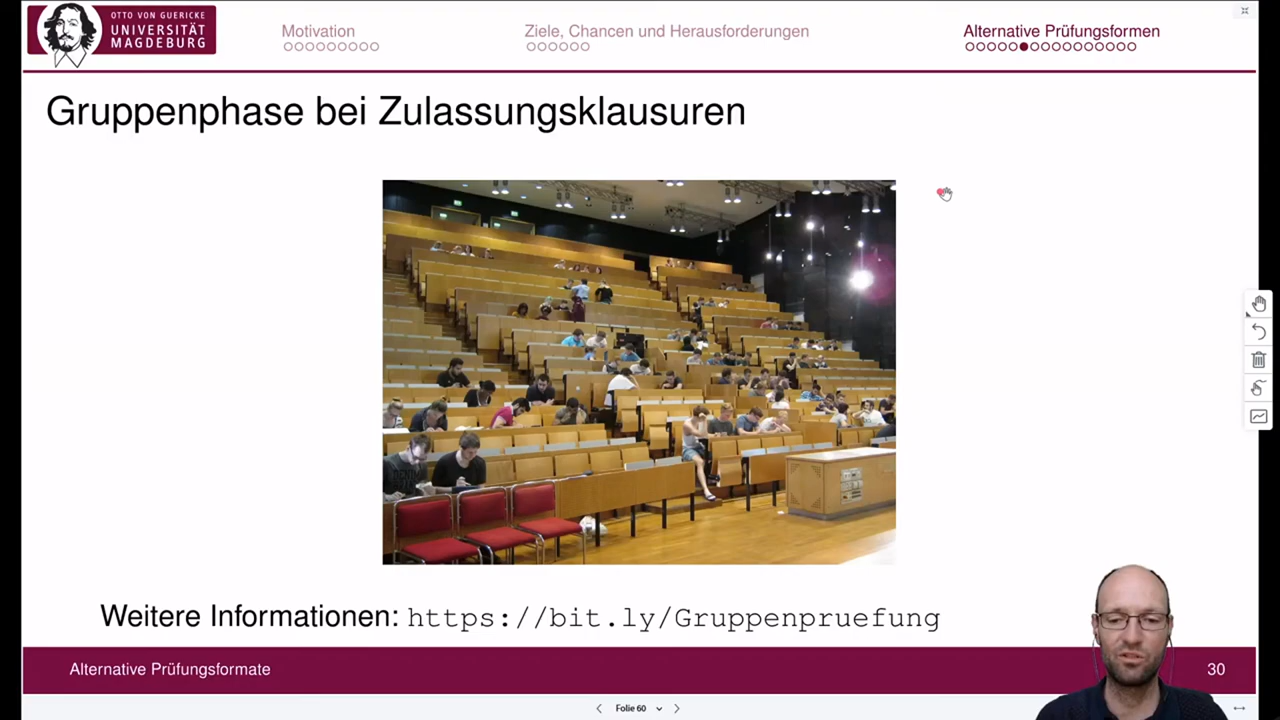 OTTO VON GUERICKE
UNIVERSITÄT
MAGDEBURG
Motivation
Ziele, Chancen und Herausforderungen
Alternative Prüfungsformen
Gruppenphase bei Zulassungsklausuren
Weitere Informationen: https://bit.ly/Gruppenpruefung
Alternative Prüfungsformate
30
Folie 60